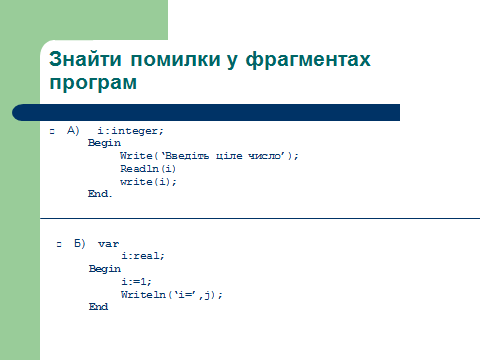 Знайти помилки у фрагментах
програм
А) i:integer;
Begin
Write(‘Введіть ціле число’);
Readln(i)
write(i);
End.
Б) var
i:real;
Begin
i:=1;
Writeln(‘i=’,j);
End